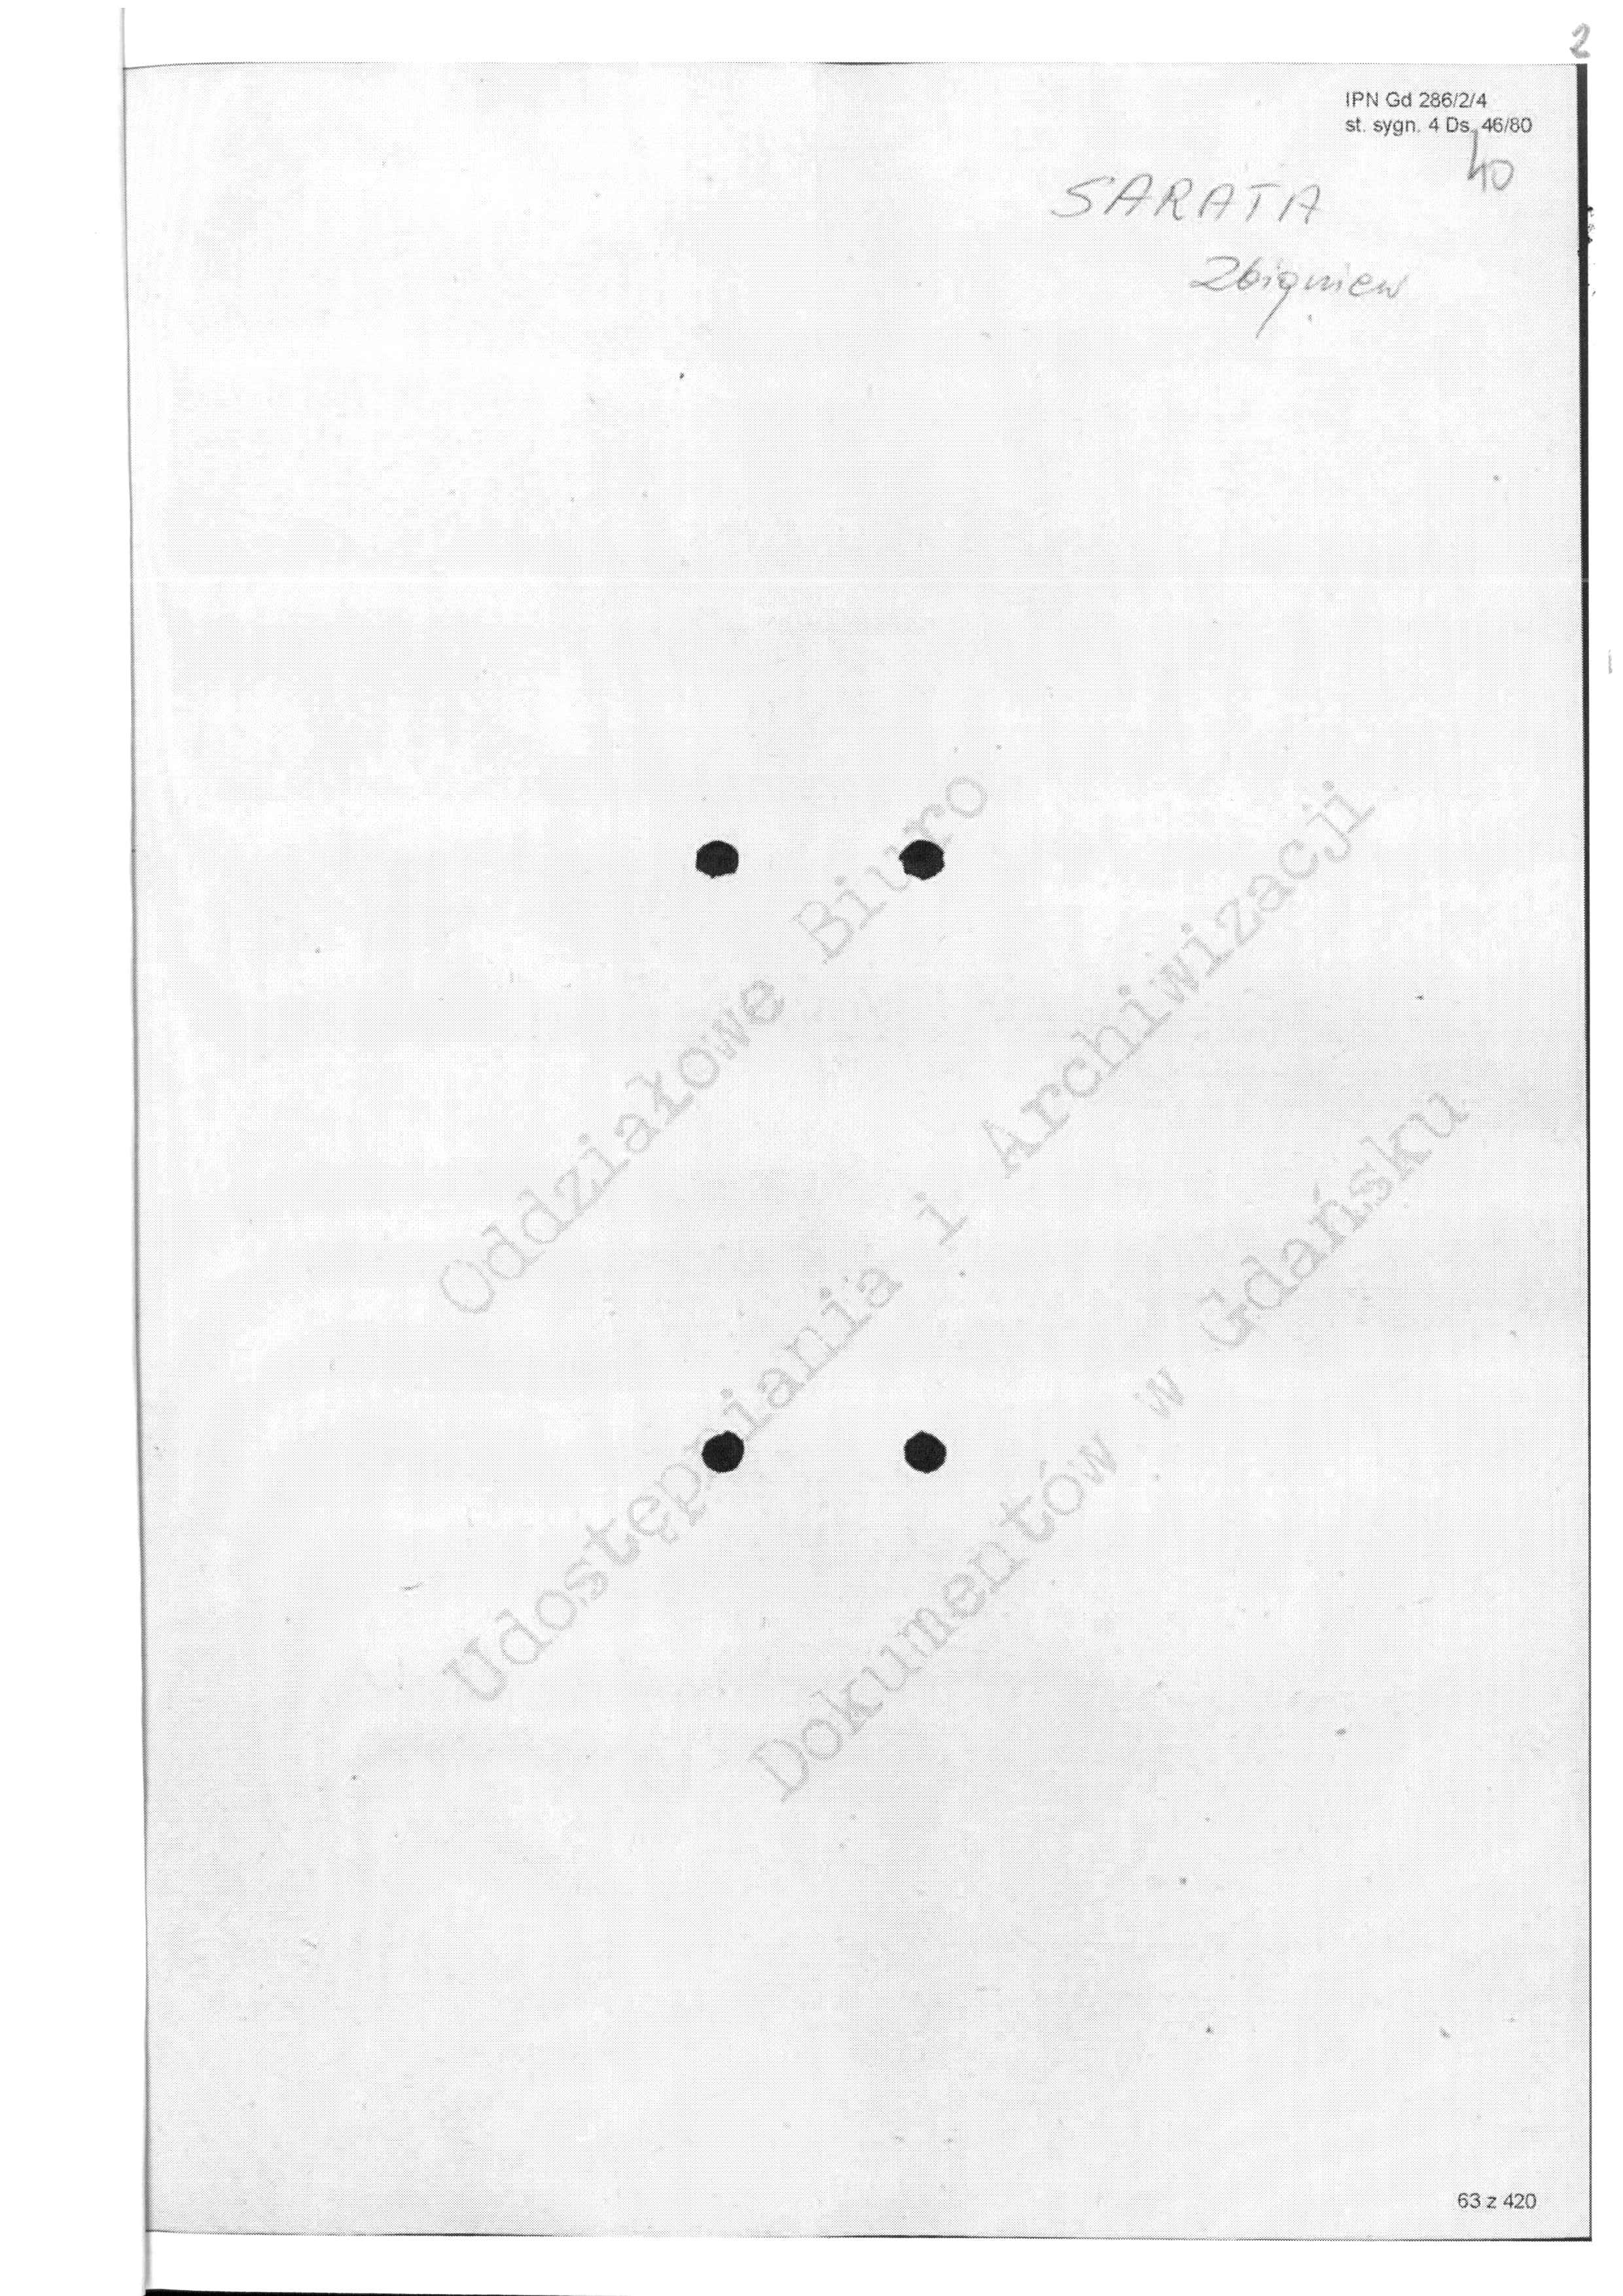 2
IPN Gd 286/2/4
st. sygn. 4 Ds. 46/80
40
SARATA
Zbigniew
Oddziałowe Biuro
Udostępniania i Archiwizacji
Dokumentów w Gdańsku
63 z 420